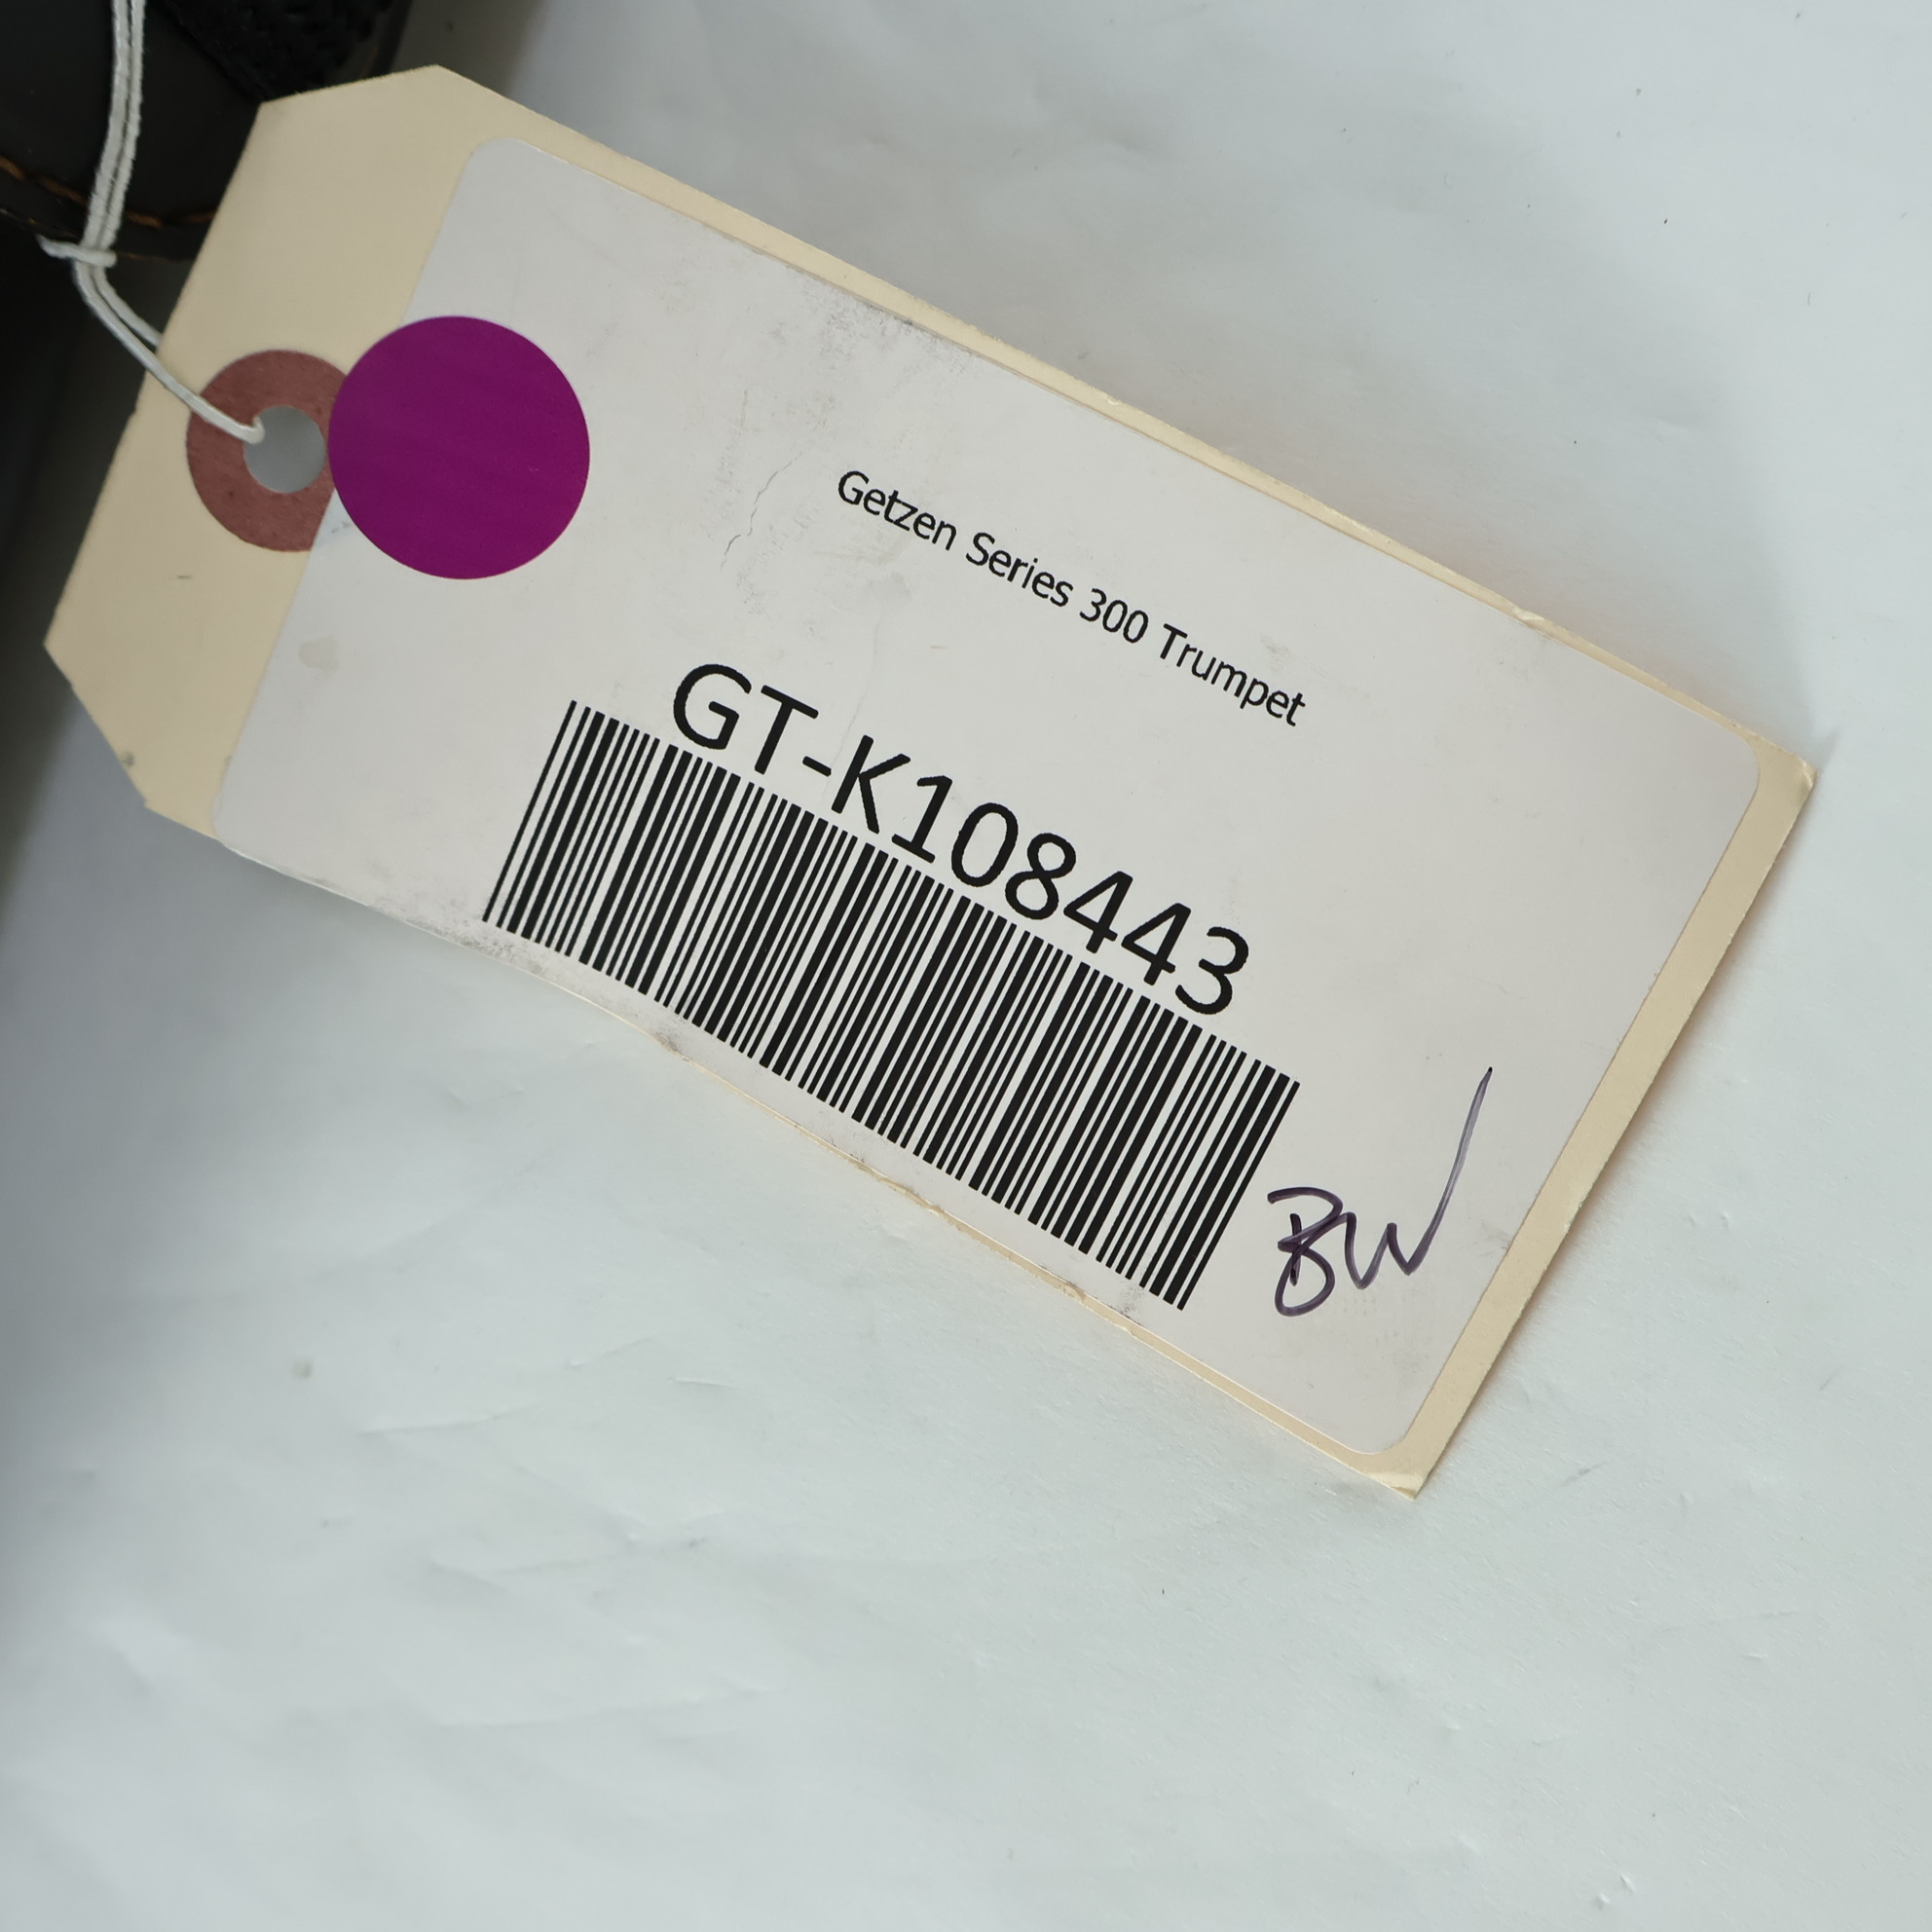 Getzen Series 300 Trumpet
GT-K108443
BW